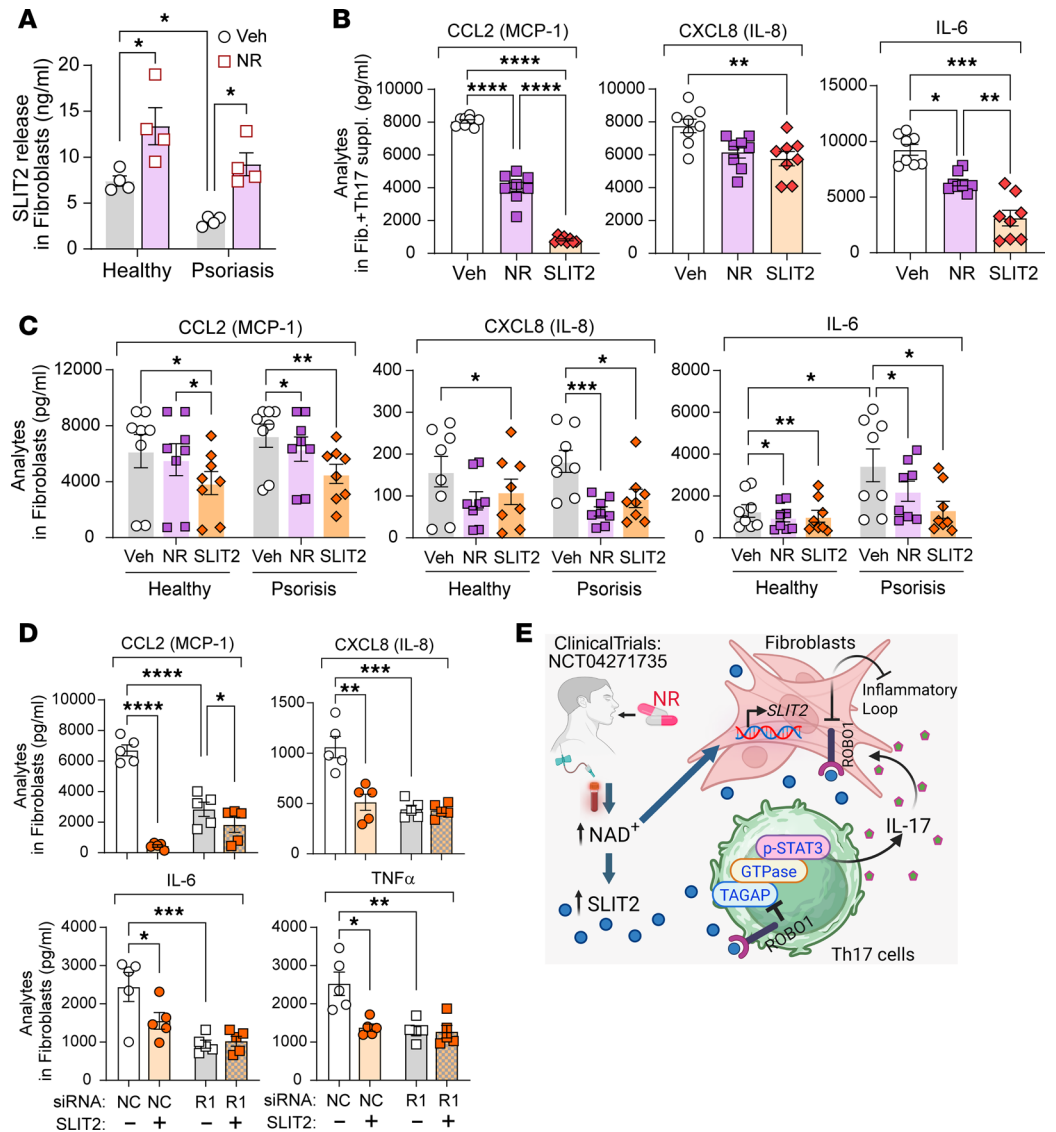 A
Veh
NR
SLIT2 release
in Fibroblasts (ng/ml)
20
15
10
5
0
*
*
*
Healthy
Psoriasis
B
CCL2 (MCP-1)
CXCL8 (IL-8)
IL-6
Analytes
in Fib.+Th17 suppl. (pg/ml)
10000
8000
6000
4000
2000
0
****
**** ****
Veh NR SLIT2
10000
8000
6000
4000
2000
0
**
Veh NR SLIT2
15000
10000
5000
0
***
* **
Veh NR SLIT2
C
CCL2 (MCP-1)
CXCL8 (IL-8)
IL-6
Analytes
in Fibroblasts (pg/ml)
12000
9000
6000
3000
0
*
*
**
*
Veh NR SLIT2 Veh NR SLIT2
Healthy Psorisis
400
300
200
100
0
*
*
***
Veh NR SLIT2 Veh NR SLIT2
Healthy Psorisis
8000
6000
4000
2000
0
*
**
*
*
*
Veh NR SLIT2 Veh NR SLIT2
Healthy Psorisis
D
CCL2 (MCP-1)
CXCL8 (IL-8)
Analytes
in Fibroblasts (pg/ml)
10000
8000
6000
4000
2000
0
****
****
*
1500
1000
500
0
***
**
IL-6
TNFα
Analytes
in Fibroblasts (pg/ml)
4000
3000
2000
1000
0
***
*
4000
3000
2000
1000
0
**
*
siRNA: NC NC R1 R1
SLIT2: − + − +
siRNA: NC NC R1 R1
SLIT2: − + − +
E
ClinicalTrials:
NCT04271735
NR
Fibroblasts
SLIT2
Inflammatory
Loop
ROBO1
NAD+
SLIT2
IL-17
p-STAT3
GTPase
TAGAP
ROBO1
Th17 cells